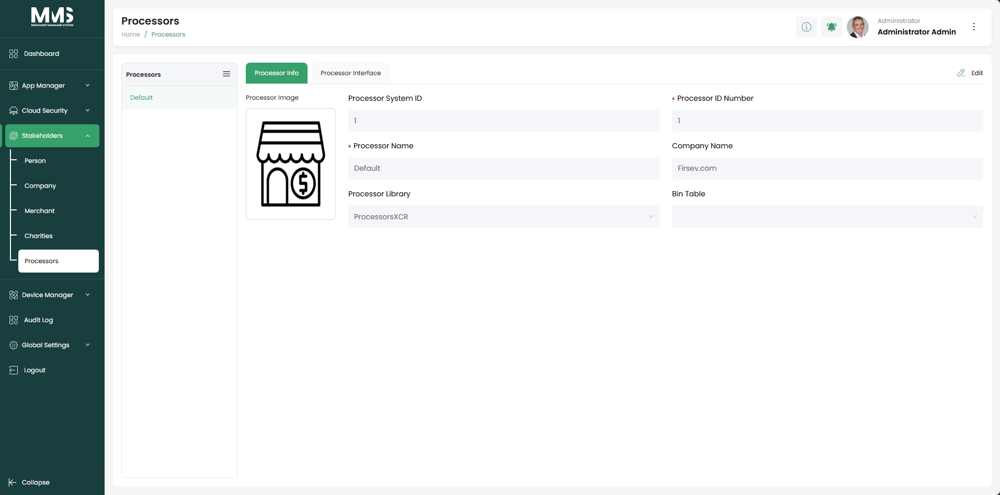 MMS
MERCHANT MANAGER SYSTEM
Dashboard
App Manager
Cloud Security
Stakeholders
Person
Company
Merchant
Charities
Processors
Device Manager
Audit Log
Global Settings
Logout
Collapse
Processors
Home / Processors
Administrator
Administrator Admin
Processors
Default
Processor Info
Processor Interface
Edit
Processor Image
$
Processor System ID
1
* Processor ID Number
1
* Processor Name
Default
Company Name
Firsev.com
Processor Library
ProcessorsXCR
Bin Table